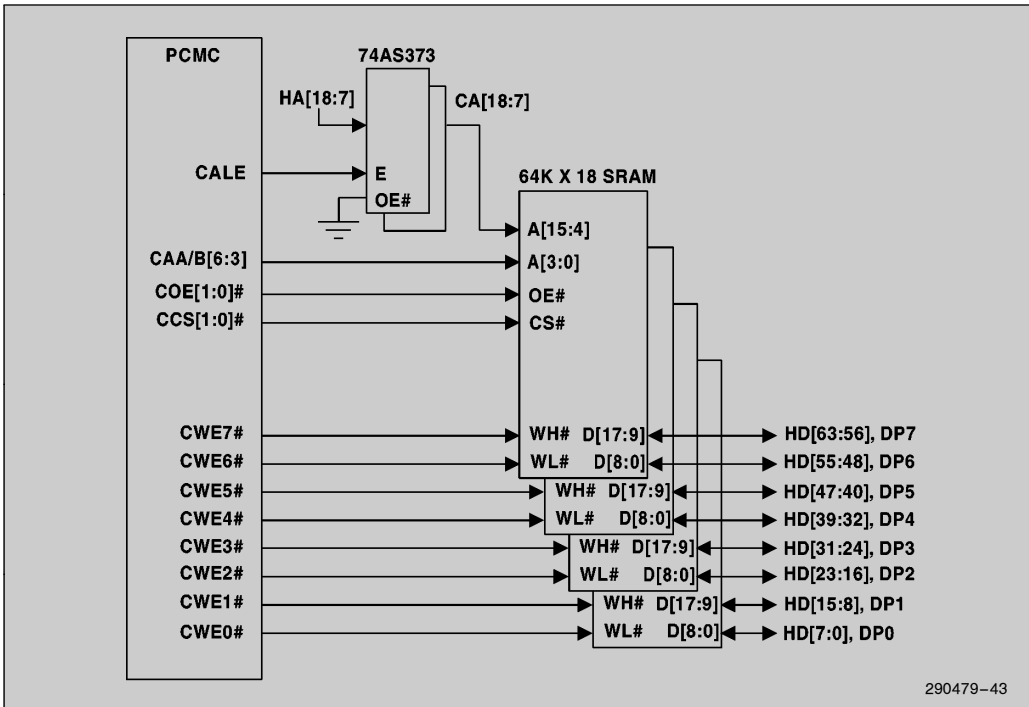 PCMC
74AS373
HA[18:7]
CA[18:7]
CALE
E
OE#
64K X 18 SRAM
A[15:4]
CAA/B[6:3]
A[3:0]
COE[1:0]#
OE#
CCS[1:0]#
CS#
CWE7#
WH# D[17:9]
HD[63:56], DP7
CWE6#
WL# D[8:0]
HD[55:48], DP6
CWE5#
WH# D[17:9]
HD[47:40], DP5
CWE4#
WL# D[8:0]
HD[39:32], DP4
CWE3#
WH# D[17:9]
HD[31:24], DP3
CWE2#
WL# D[8:0]
HD[23:16], DP2
CWE1#
WH# D[17:9]
HD[15:8], DP1
CWE0#
WL# D[8:0]
HD[7:0], DP0
290479–43